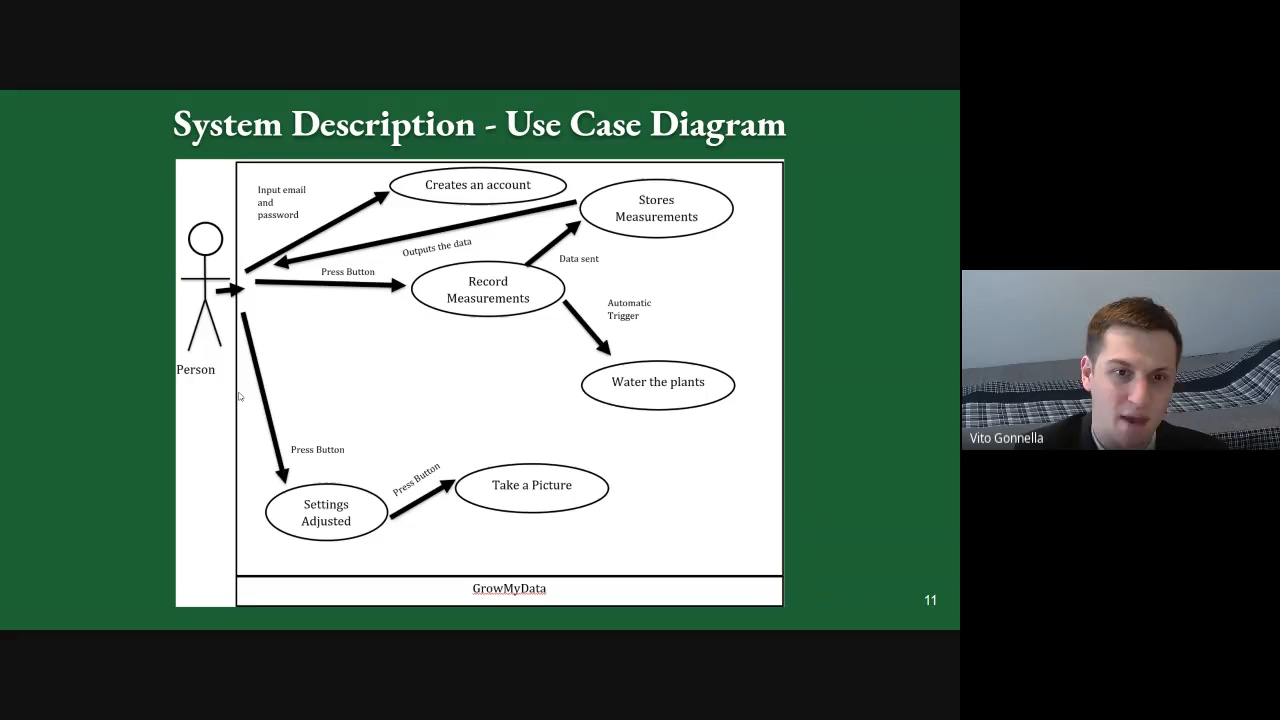 System Description - Use Case Diagram
Input email
and
password
Creates an account
Stores
Measurements
Outputs the data
Press Button
Record
Measurements
Data sent
Automatic
Trigger
Person
Water the plants
Press Button
Press Button
Settings
Adjusted
Take a Picture
GrowMyData
11
Vito Gonnella